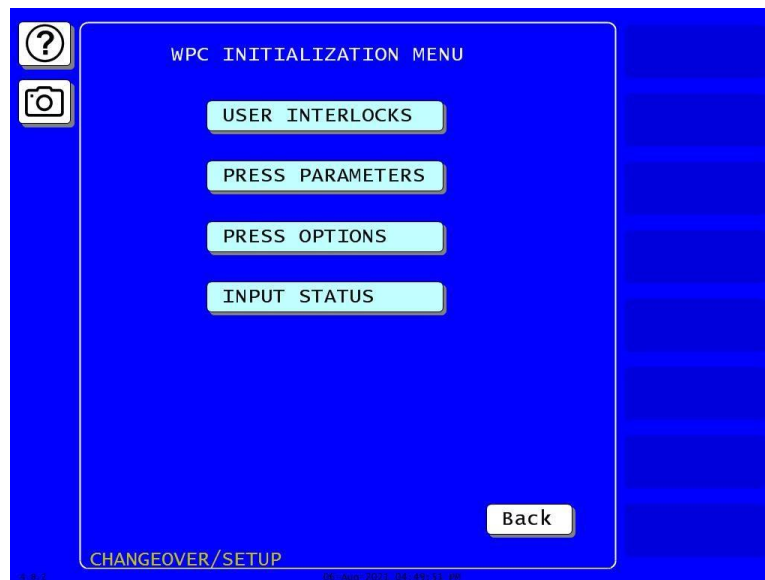 ?
WPC INITIALIZATION MENU
USER INTERLOCKS
PRESS PARAMETERS
PRESS OPTIONS
INPUT STATUS
Back
CHANGEOVER/SETUP